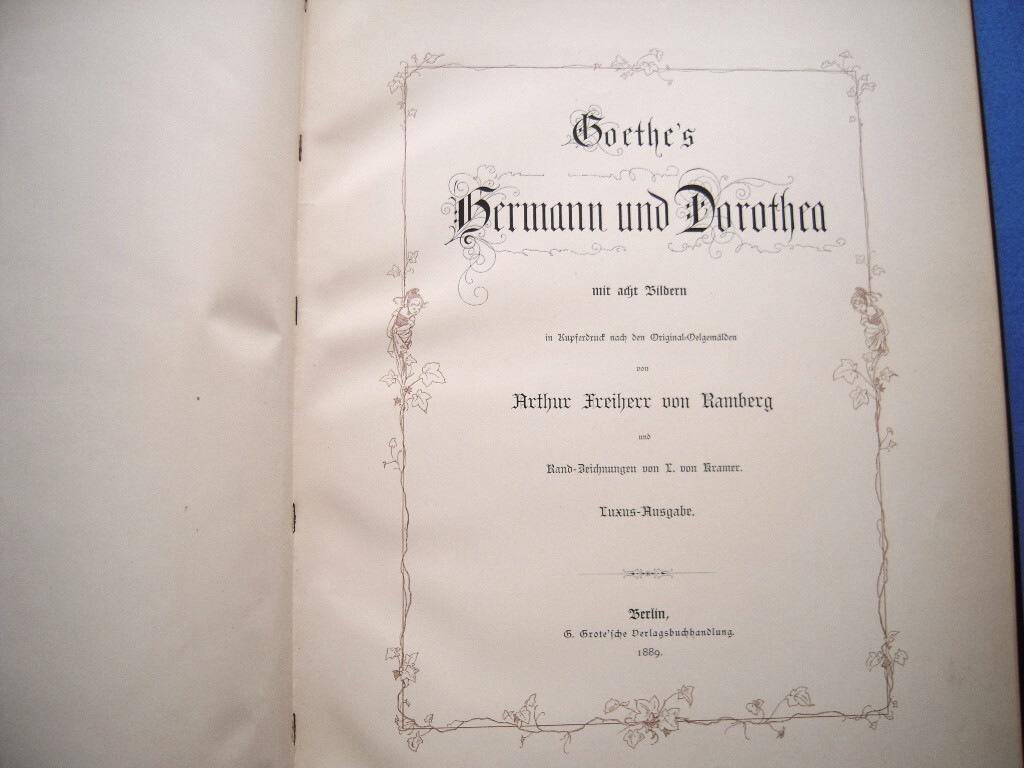 Goethe's
Hermann und Dorothea
mit acht Bildern
in Kupferdruck nach den Original-Oelgemälden
von
Arthur Freiherr von Ramberg
und
Rand-Zeichnungen von L. von Kramer.
Luxus-Ausgabe.
Berlin,
G. Grote'sche Verlagsbuchhandlung.
1889.